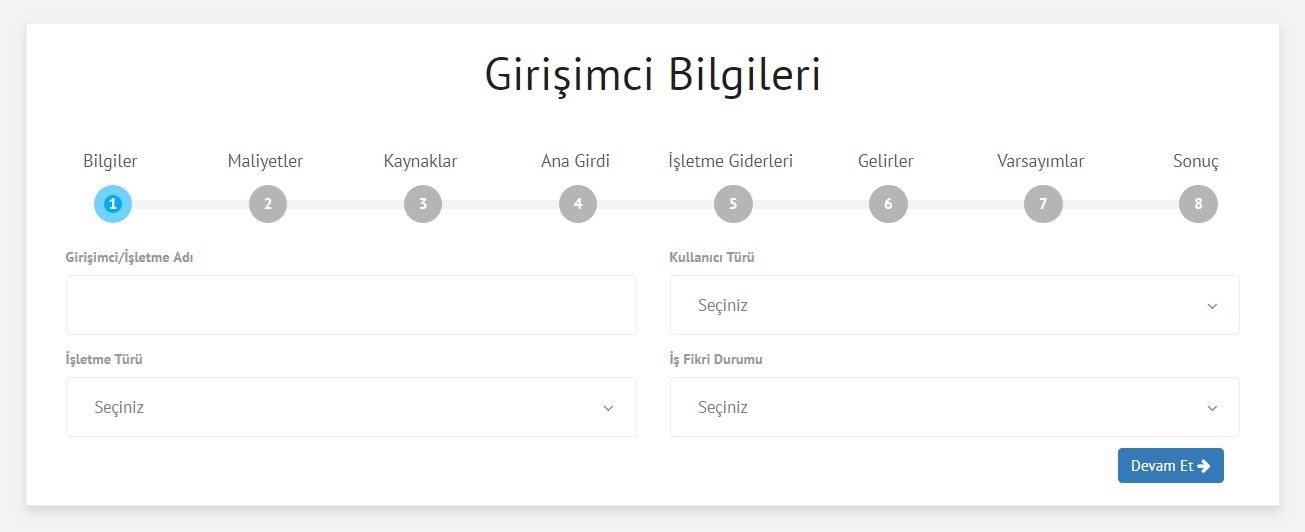 Girişimci Bilgileri
Bilgiler Maliyetler Kaynaklar Ana Girdi İşletme Giderleri Gelirler Varsayımlar Sonuç
1 2 3 4 5 6 7 8
Girişimci/İşletme Adı Kullanıcı Türü
Seçiniz
İşletme Türü İş Fikri Durumu
Seçiniz Seçiniz
Devam Et